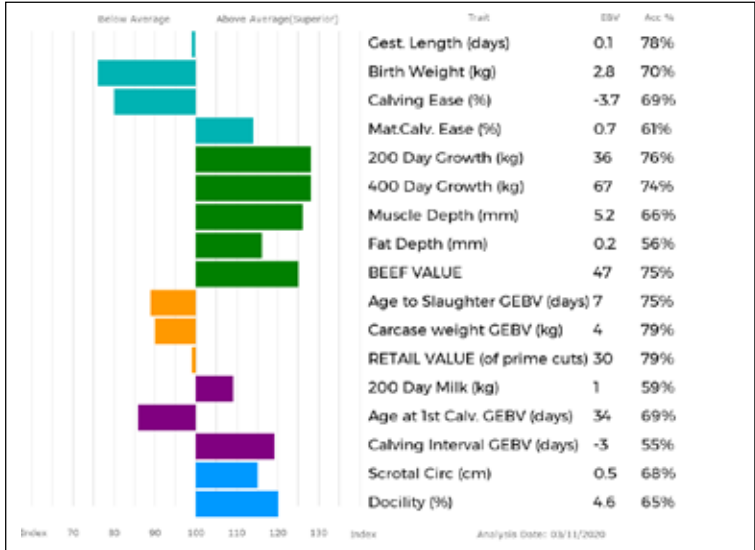 Below Average Above Average(Superior) Trait EBV Acc. %
Gest. Length (days) 0.1 78%
Birth Weight (kg) 2.8 70%
Calving Ease (%) -3.7 69%
Mat.Calv. Ease (%) 0.7 61%
200 Day Growth (kg) 36 76%
400 Day Growth (kg) 67 74%
Muscle Depth (mm) 5.2 66%
Fat Depth (mm) 0.2 56%
BEEF VALUE 47 75%
Age to Slaughter GEBV (days) 7 75%
Carcase weight GEBV (kg) 4 79%
RETAIL VALUE (of prime cuts) 30 79%
200 Day Milk (kg) 1 59%
Age at 1st Calv. GEBV (days) 34 69%
Calving Interval GEBV (days) -3 55%
Scrotal Circ (cm) 0.5 68%
Docility (%) 4.6 65%
Index 70 80 90 100 110 120 130 Index Analysis Date: 03/11/2020